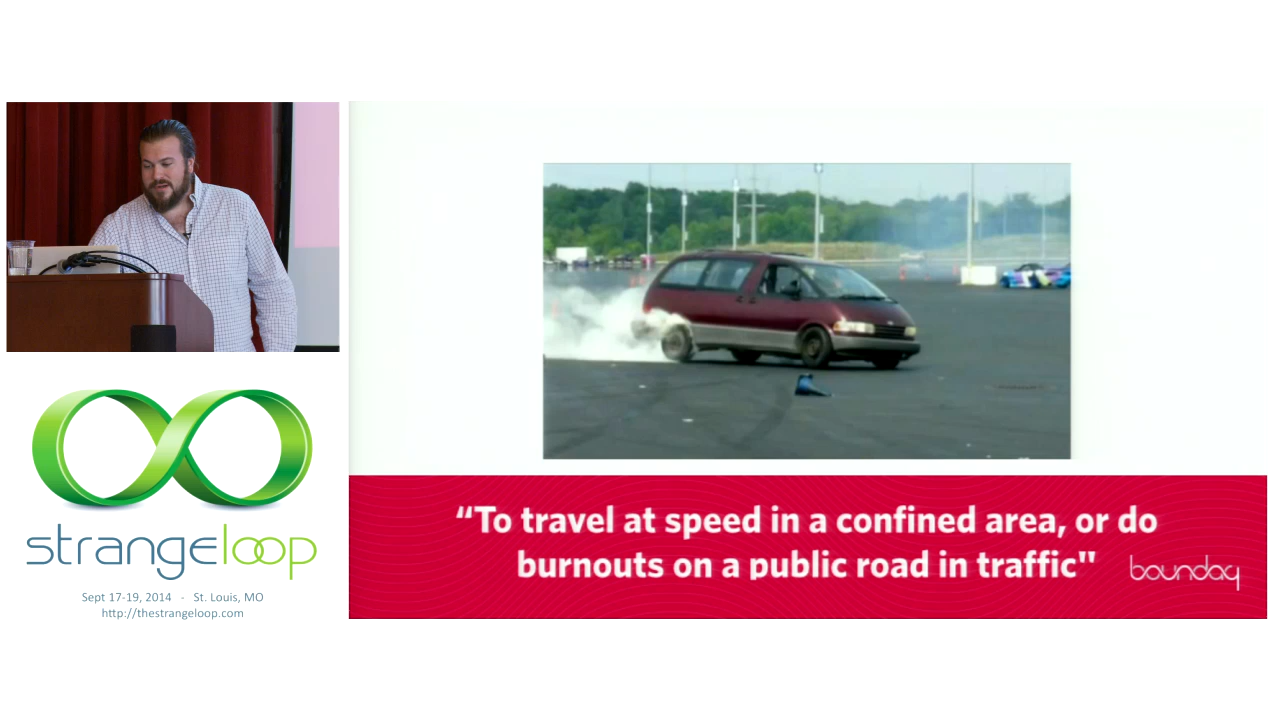 strangeloop
Sept 17-19, 2014 - St. Louis, MO
http://thestrangeloop.com
“To travel at speed in a confined area, or do
burnouts on a public road in traffic"
boundary